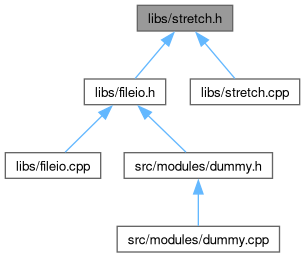 libs/stretch.h
libs/fileio.h
libs/stretch.cpp
libs/fileio.cpp
src/modules/dummy.h
src/modules/dummy.cpp